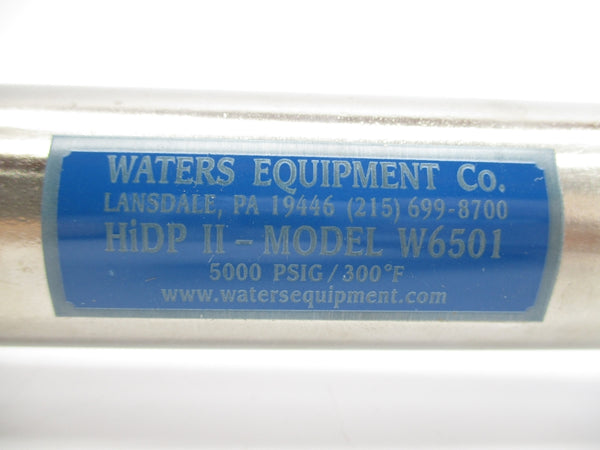 WATERS EQUIPMENT Co.
LANSDALE, PA 19446 (215) 699-8700
HiDP II - MODEL W6501
5000 PSIG/300°F
www.watersequipment.com